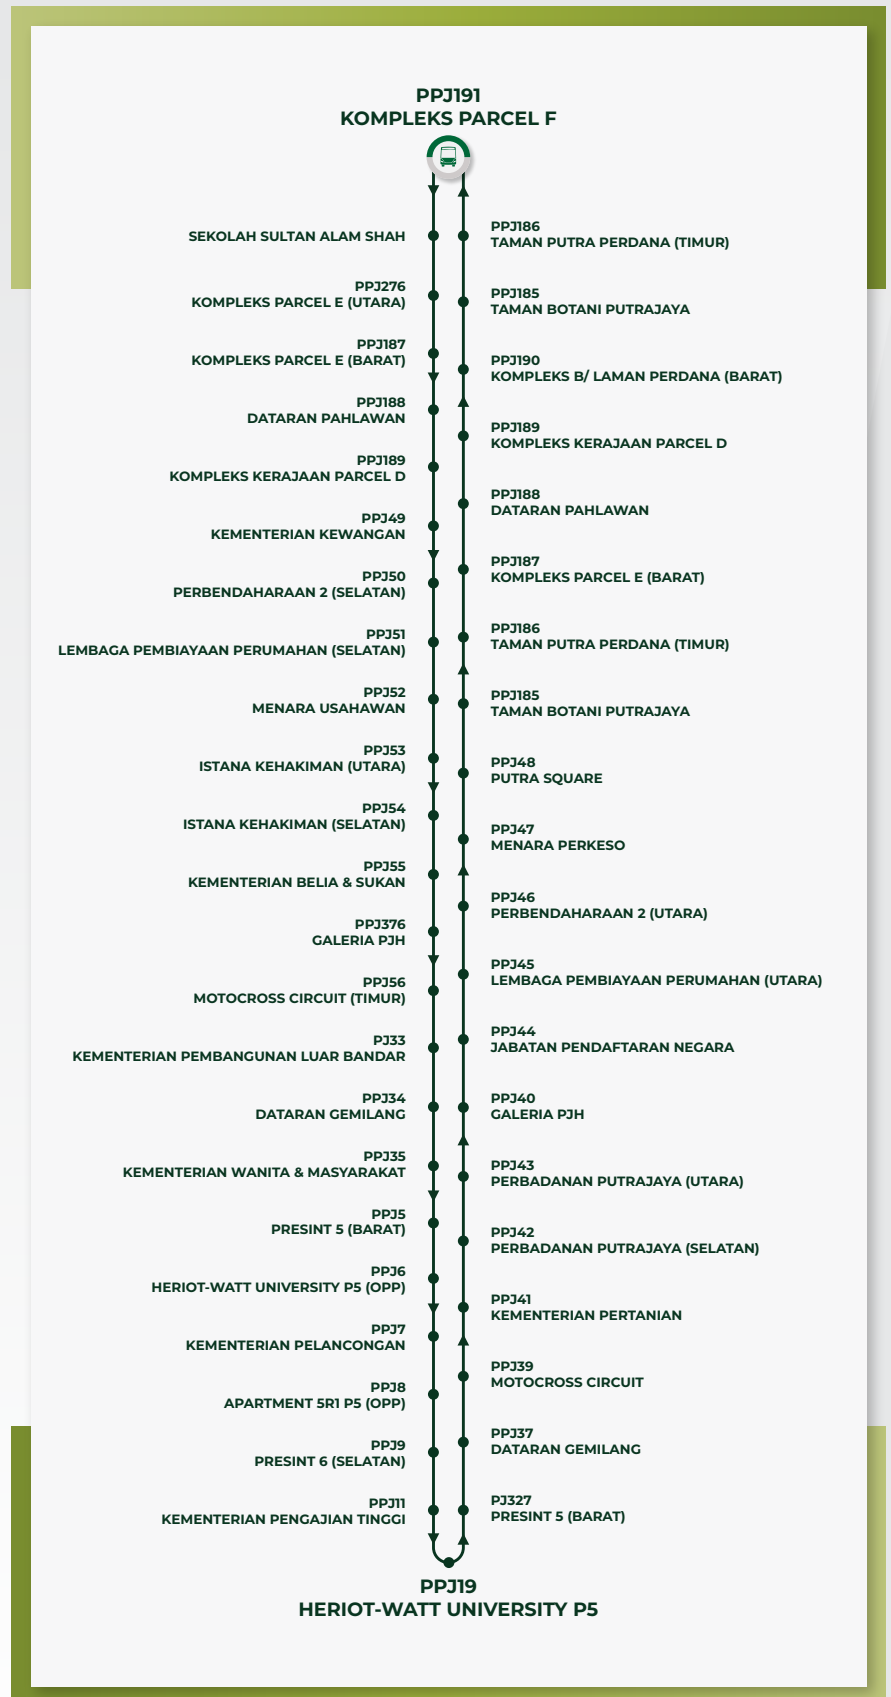 PPJ191
KOMPLEKS PARCEL F
SEKOLAH SULTAN ALAM SHAH
PPJ276
KOMPLEKS PARCEL E (UTARA)
PPJ187
KOMPLEKS PARCEL E (BARAT)
PPJ188
DATARAN PAHLAWAN
PPJ189
KOMPLEKS KERAJAAN PARCEL D
PPJ49
KEMENTERIAN KEWANGAN
PPJ50
PERBENDAHARAAN 2 (SELATAN)
PPJ51
LEMBAGA PEMBIAYAAN PERUMAHAN (SELATAN)
PPJ52
MENARA USAHAWAN
PPJ53
ISTANA KEHAKIMAN (UTARA)
PPJ54
ISTANA KEHAKIMAN (SELATAN)
PPJ55
KEMENTERIAN BELIA & SUKAN
PPJ376
GALERIA PJH
PPJ56
MOTOCROSS CIRCUIT (TIMUR)
PJ33
KEMENTERIAN PEMBANGUNAN LUAR BANDAR
PPJ34
DATARAN GEMILANG
PPJ35
KEMENTERIAN WANITA & MASYARAKAT
PPJ5
PRESINT 5 (BARAT)
PPJ6
HERIOT-WATT UNIVERSITY P5 (OPP)
PPJ7
KEMENTERIAN PELANCONGAN
PPJ8
APARTMENT 5R1 P5 (OPP)
PPJ9
PRESINT 6 (SELATAN)
PPJ11
KEMENTERIAN PENGAJIAN TINGGI
PPJ186
TAMAN PUTRA PERDANA (TIMUR)
PPJ185
TAMAN BOTANI PUTRAJAYA
PPJ190
KOMPLEKS B/ LAMAN PERDANA (BARAT)
PPJ189
KOMPLEKS KERAJAAN PARCEL D
PPJ188
DATARAN PAHLAWAN
PPJ187
KOMPLEKS PARCEL E (BARAT)
PPJ186
TAMAN PUTRA PERDANA (TIMUR)
PPJ185
TAMAN BOTANI PUTRAJAYA
PPJ48
PUTRA SQUARE
PPJ47
MENARA PERKESO
PPJ46
PERBENDAHARAAN 2 (UTARA)
PPJ45
LEMBAGA PEMBIAYAAN PERUMAHAN (UTARA)
PPJ44
JABATAN PENDAFTARAN NEGARA
PPJ40
GALERIA PJH
PPJ43
PERBADANAN PUTRAJAYA (UTARA)
PPJ42
PERBADANAN PUTRAJAYA (SELATAN)
PPJ41
KEMENTERIAN PERTANIAN
PPJ39
MOTOCROSS CIRCUIT
PPJ37
DATARAN GEMILANG
PJ327
PRESINT 5 (BARAT)
PPJ19
HERIOT-WATT UNIVERSITY P5